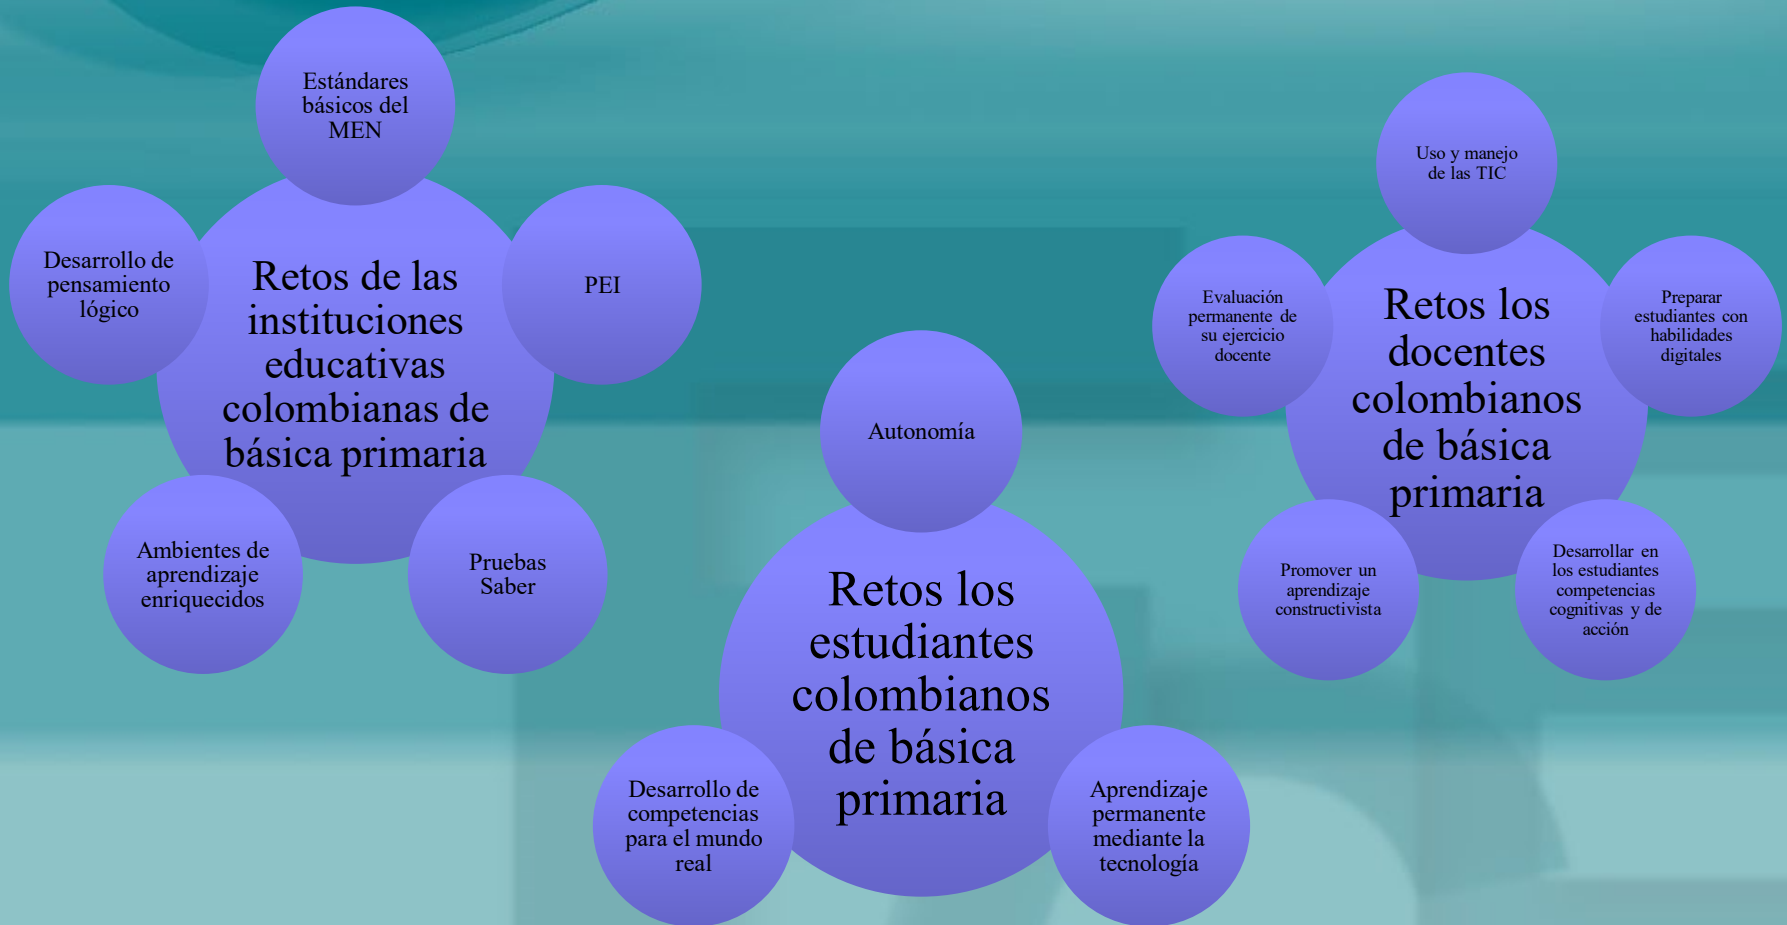 Estándares
básicos del
MEN
Desarrollo de
pensamiento
lógico
Retos de las
instituciones
educativas
colombianas de
básica primaria
PEI
Ambientes de
aprendizaje
enriquecidos
Pruebas
Saber
Autonomía
Retos los
estudiantes
colombianos
de básica
primaria
Desarrollo de
competencias
para el mundo
real
Aprendizaje
permanente
mediante la
tecnología
Uso y manejo
de las TIC
Evaluación
permanente de
su ejercicio
docente
Retos los
docentes
colombianos
de básica
primaria
Preparar
estudiantes con
habilidades
digitales
Promover un
aprendizaje
constructivista
Desarrollar en
los estudiantes
competencias
cognitivas y de
acción